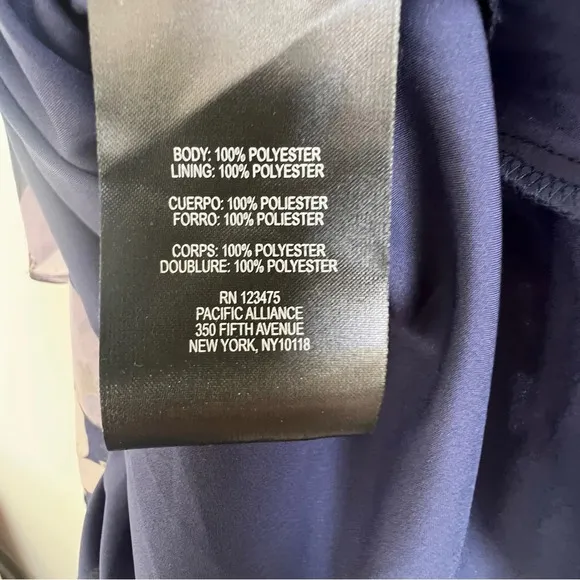 BODY: 100% POLYESTER
LINING: 100% POLYESTER
CUERPO: 100% POLIESTER
FORRO: 100% POLIESTER
CORPS: 100% POLYESTER
DOUBLURE: 100% POLYESTER
RN 123475
PACIFIC ALLIANCE
350 FIFTH AVENUE
NEW YORK, NY10118